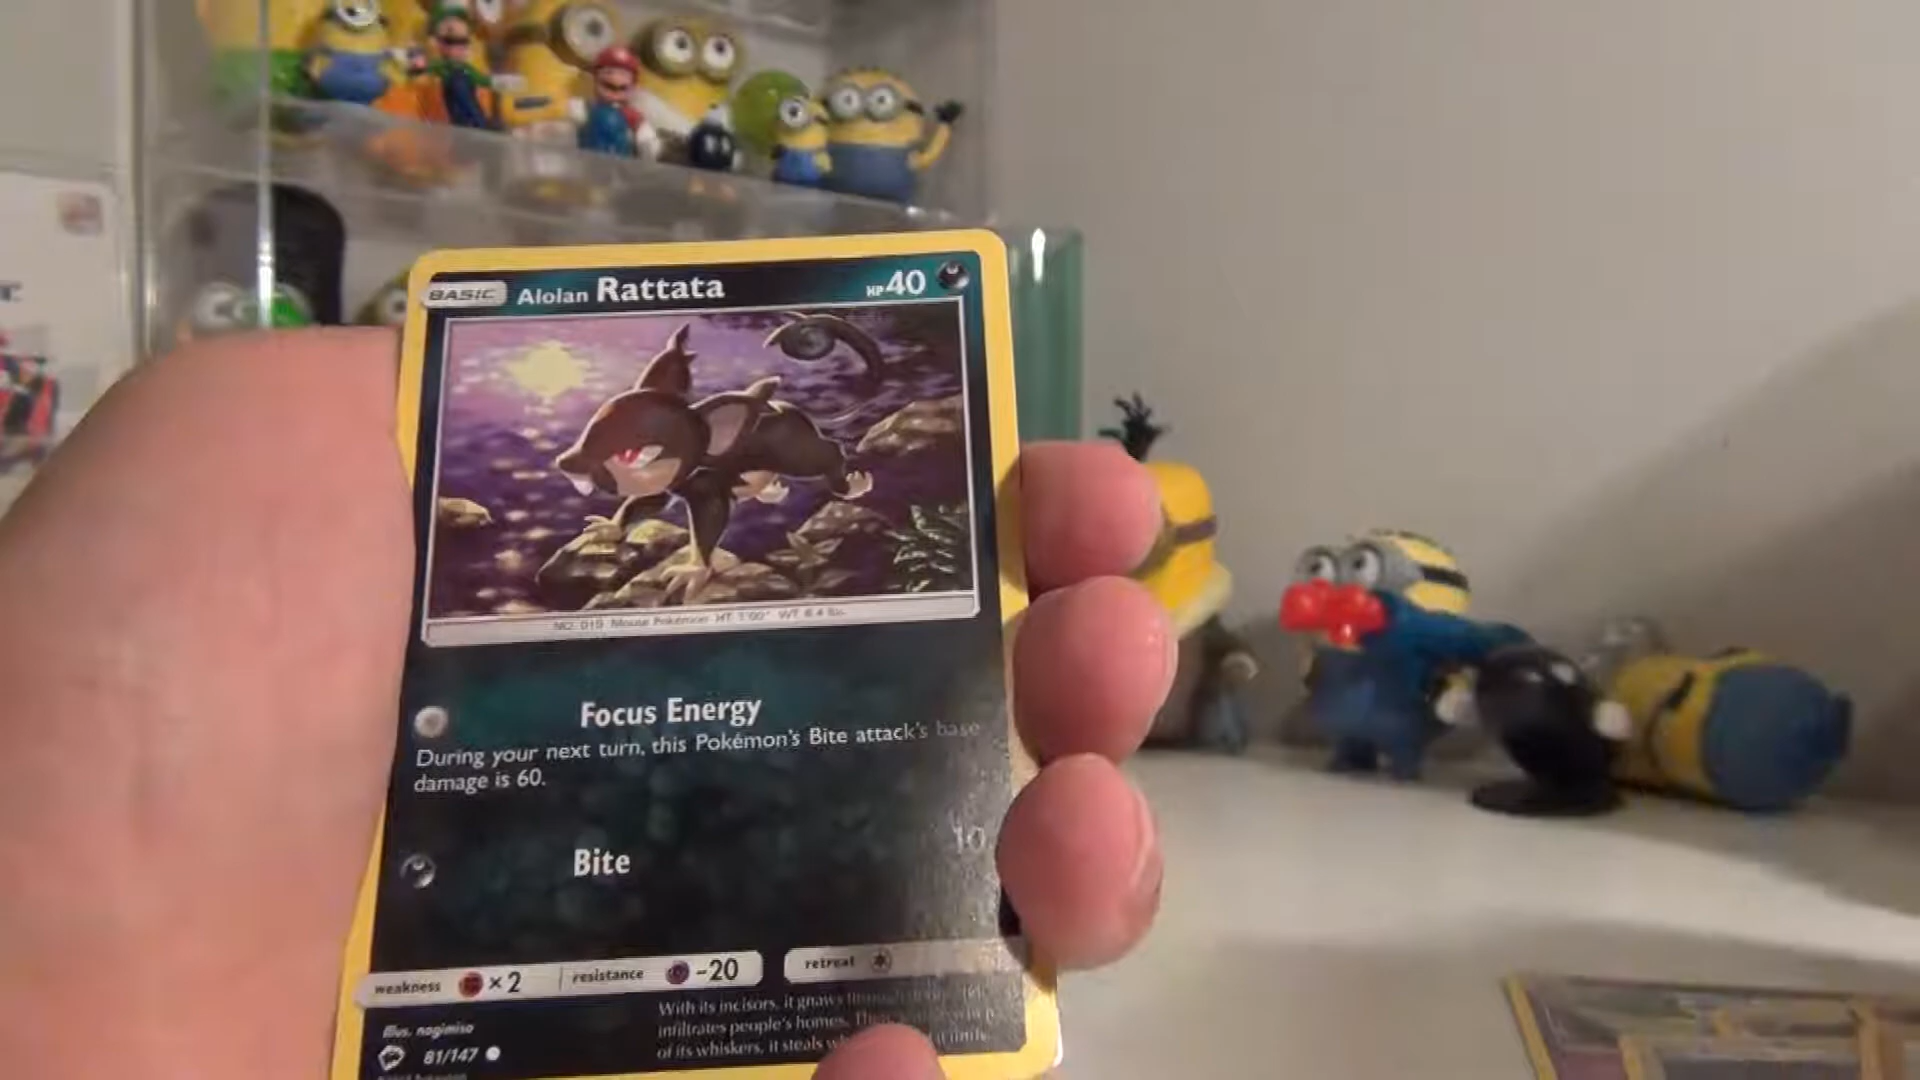 BASIC Alolan Rattata HP 40
NO. 019 Mouse Pokémon HT: 1'00" WT: 8.4 lbs.
Focus Energy
During your next turn, this Pokémon's Bite attack's base
damage is 60.
Bite 10
weakness ×2 resistance -20 retreat
With its incisors, it gnaws through
infiltrates people's homes.
of its whiskers, it steals
Illus. nagimiso
81/147